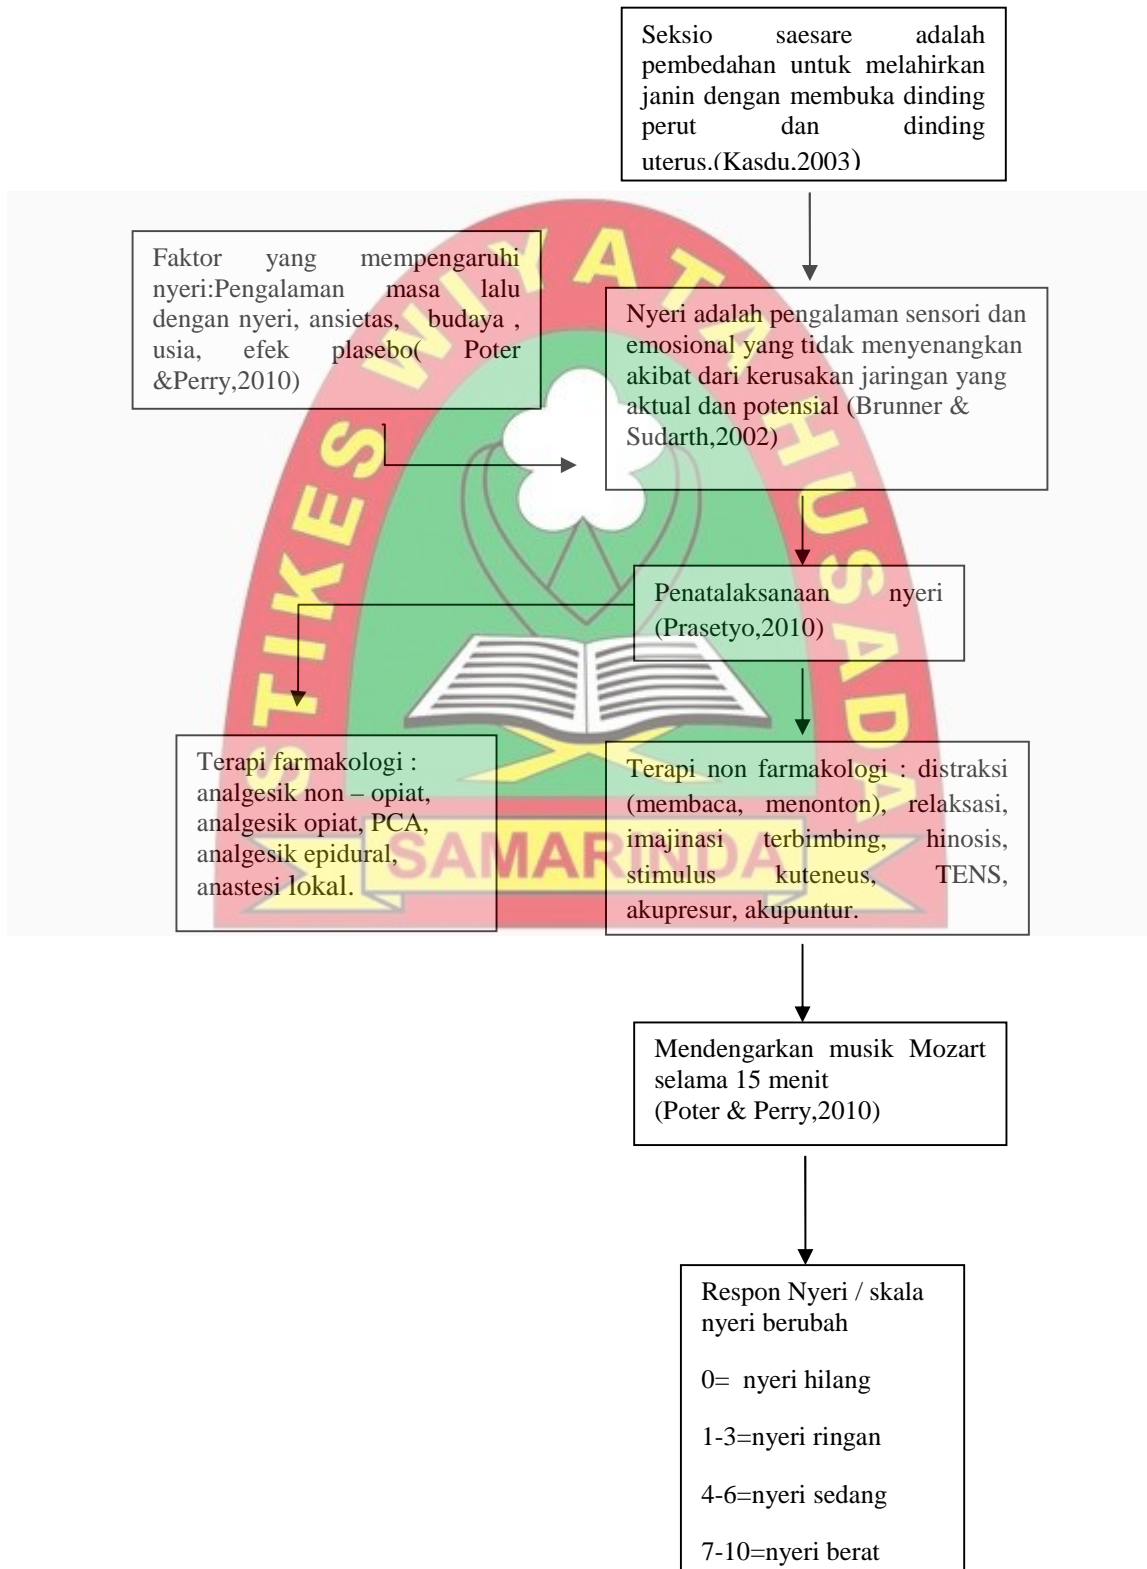 Seksio saesare adalah
pembedahan untuk melahirkan
janin dengan membuka dinding
perut dan dinding
uterus.(Kasdu,2003)
Faktor yang mempengaruhi
nyeri:Pengalaman masa lalu
dengan nyeri, ansietas, budaya ,
usia, efek plasebo( Poter
&Perry,2010)
Nyeri adalah pengalaman sensori dan
emosional yang tidak menyenangkan
akibat dari kerusakan jaringan yang
aktual dan potensial (Brunner &
Sudarth,2002)
Penatalaksanaan nyeri
(Prasetyo,2010)
Terapi farmakologi :
analgesik non – opiat,
analgesik opiat, PCA,
analgesik epidural,
anastesi lokal.
Terapi non farmakologi : distraksi
(membaca, menonton), relaksasi,
imajinasi terbimbing, hinosis,
stimulus kuteneus, TENS,
akupresur, akupuntur.
Mendengarkan musik Mozart
selama 15 menit
(Poter & Perry,2010)
Respon Nyeri / skala
nyeri berubah
0= nyeri hilang
1-3=nyeri ringan
4-6=nyeri sedang
7-10=nyeri berat
STIKES WIYATA HUSADA
SAMARINDA